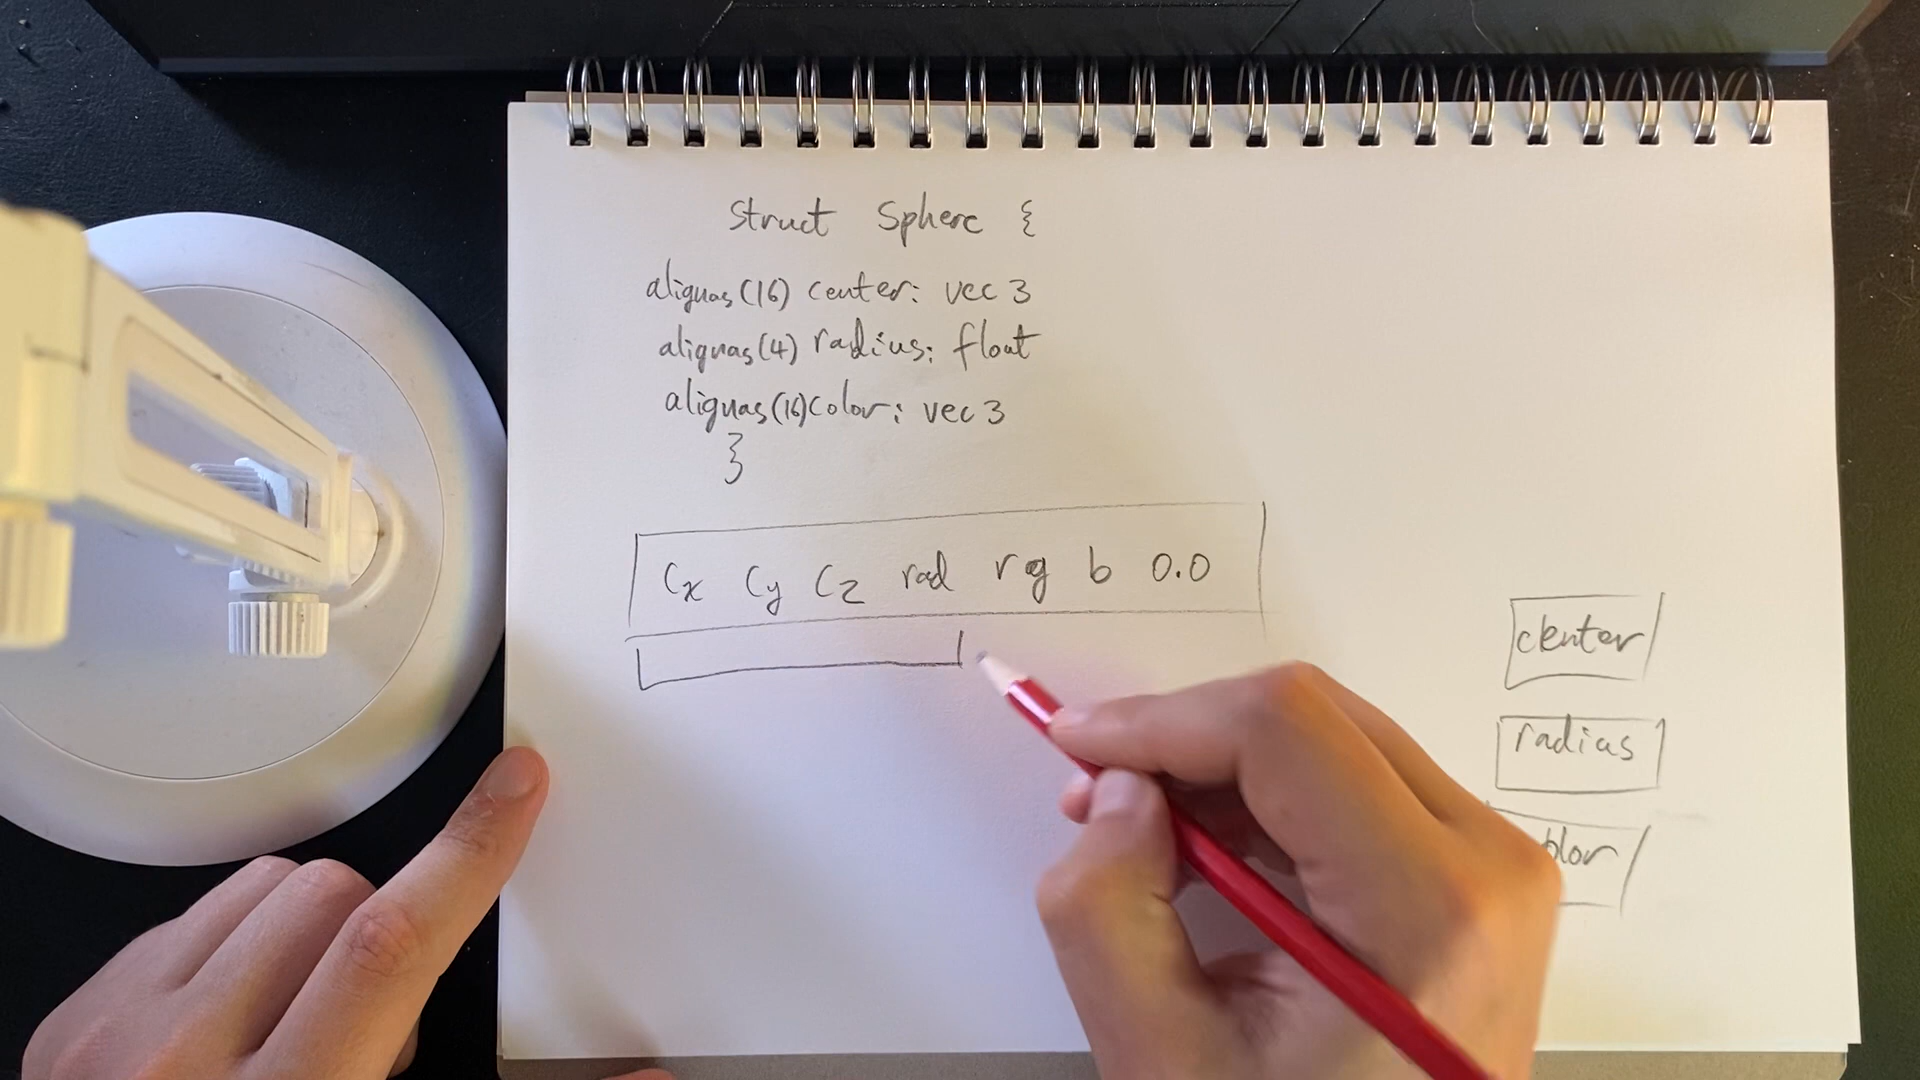 Struct Sphere {
alignas(16) center: vec3
alignas(4) radius: float
alignas(16)color: vec3
}
Cx Cy Cz rad r g b 0.0
center
radius
olor